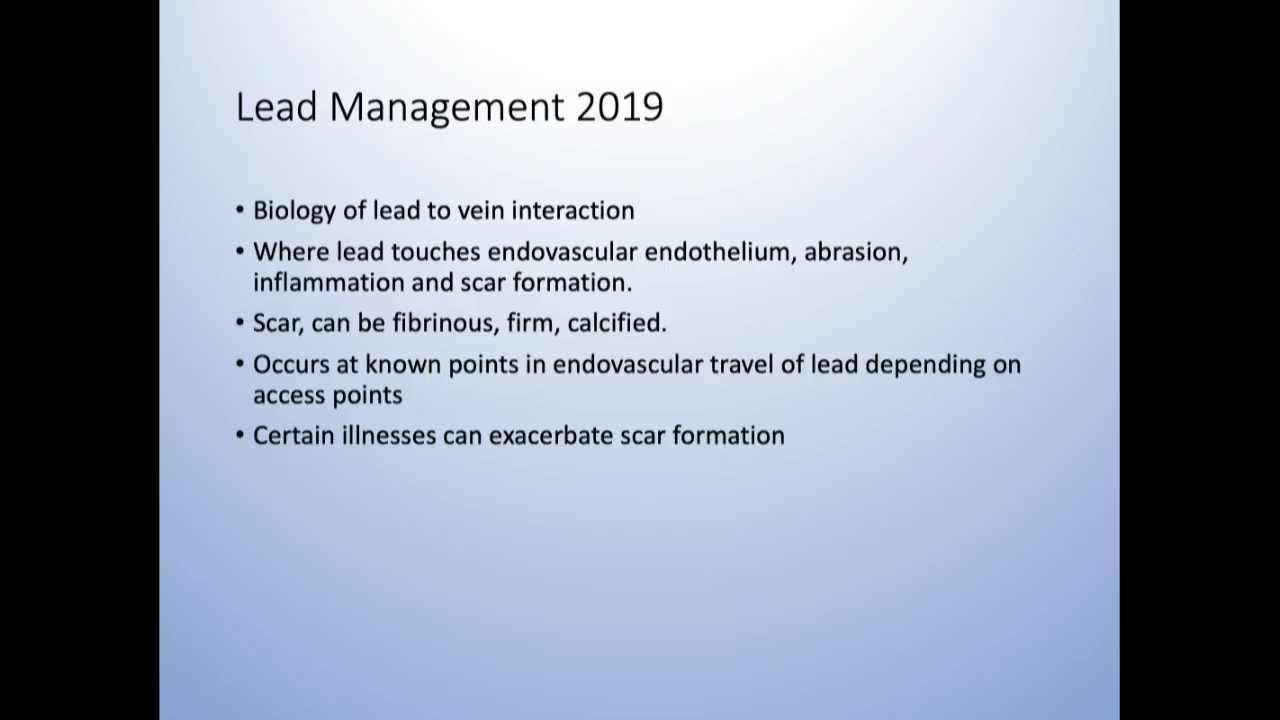 Lead Management 2019
• Biology of lead to vein interaction
• Where lead touches endovascular endothelium, abrasion,
inflammation and scar formation.
• Scar, can be fibrinous, firm, calcified.
• Occurs at known points in endovascular travel of lead depending on
access points
• Certain illnesses can exacerbate scar formation